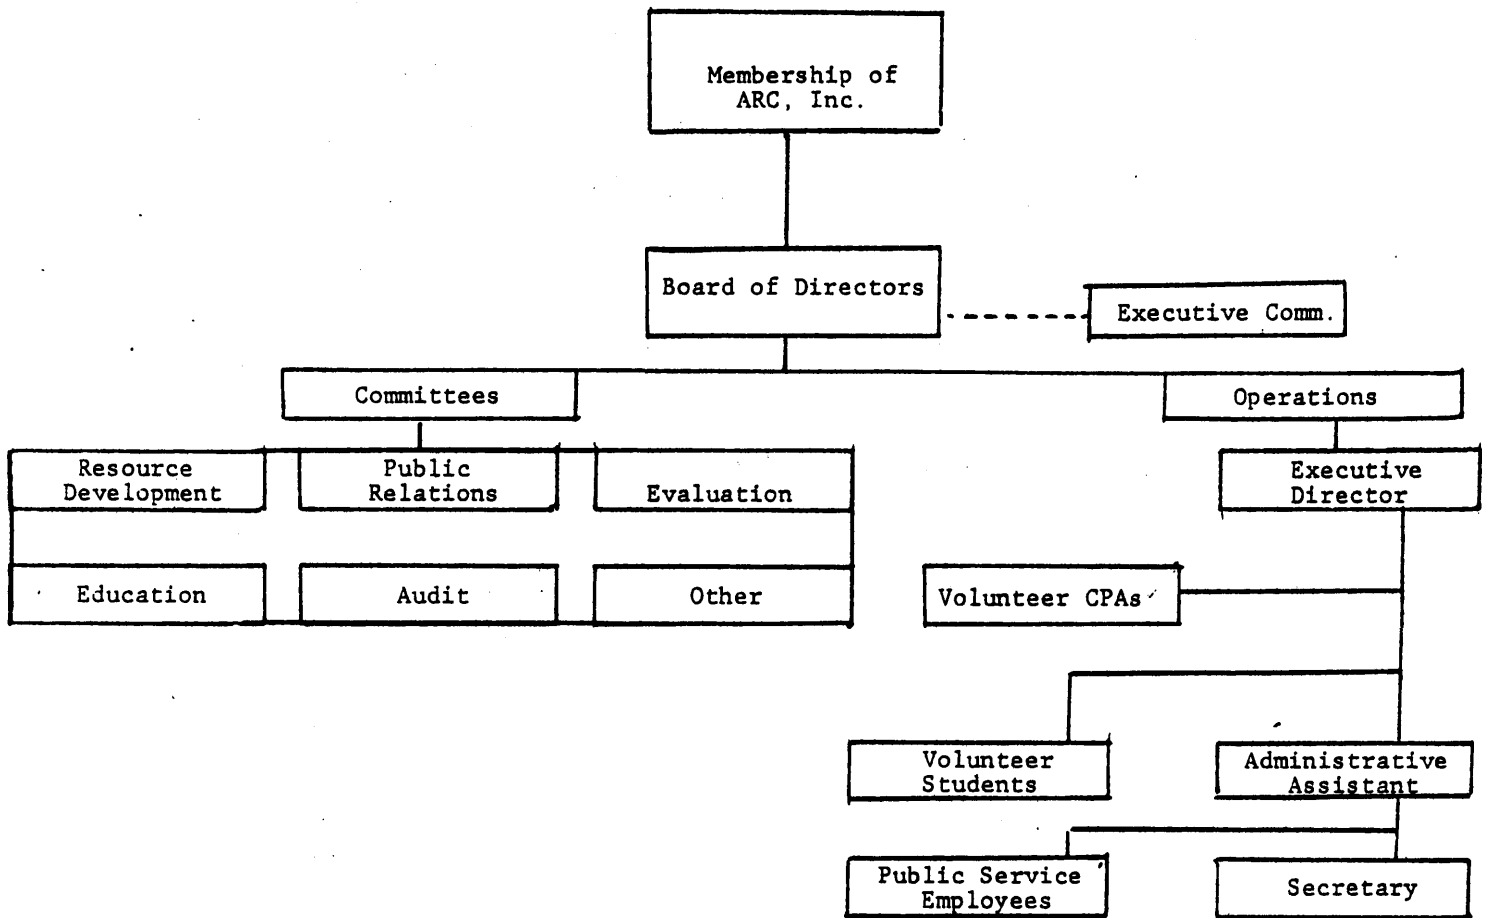 Membership of
ARC, Inc.
Board of Directors
Executive Comm.
Committees
Operations
Resource
Development
Public
Relations
Evaluation
Executive
Director
Education
Audit
Other
Volunteer CPAs
Volunteer
Students
Administrative
Assistant
Public Service
Employees
Secretary